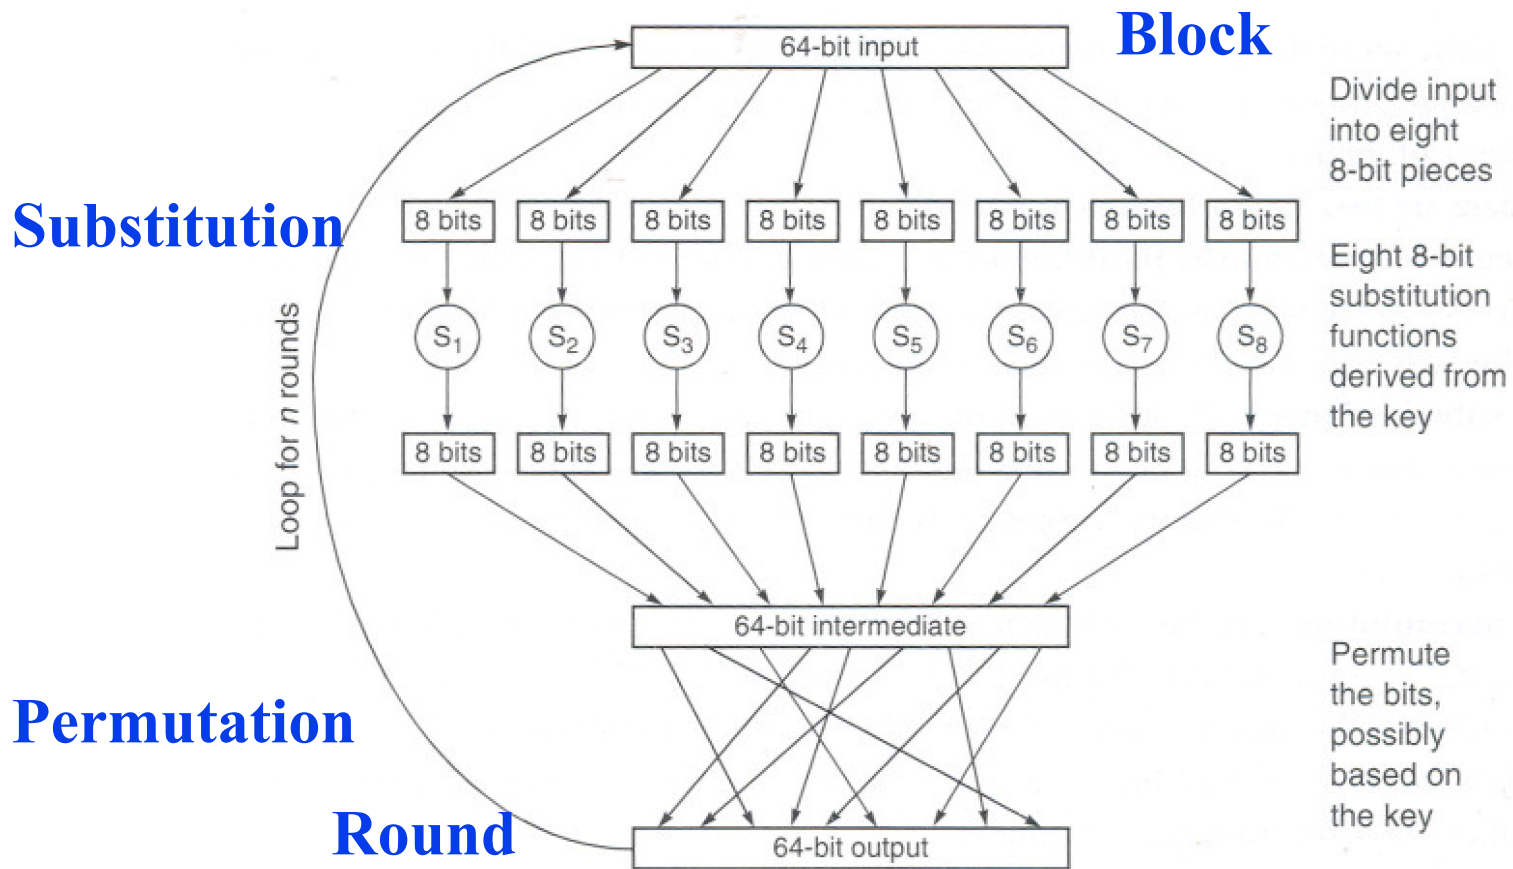 Block
64-bit input
Divide input
into eight
8-bit pieces
Substitution
8 bits 8 bits 8 bits 8 bits 8 bits 8 bits 8 bits 8 bits
Eight 8-bit
substitution
functions
derived from
the key
S1 S2 S3 S4 S5 S6 S7 S8
Loop for n rounds
8 bits 8 bits 8 bits 8 bits 8 bits 8 bits 8 bits 8 bits
64-bit intermediate
Permutation
Permute
the bits,
possibly
based on
the key
Round
64-bit output